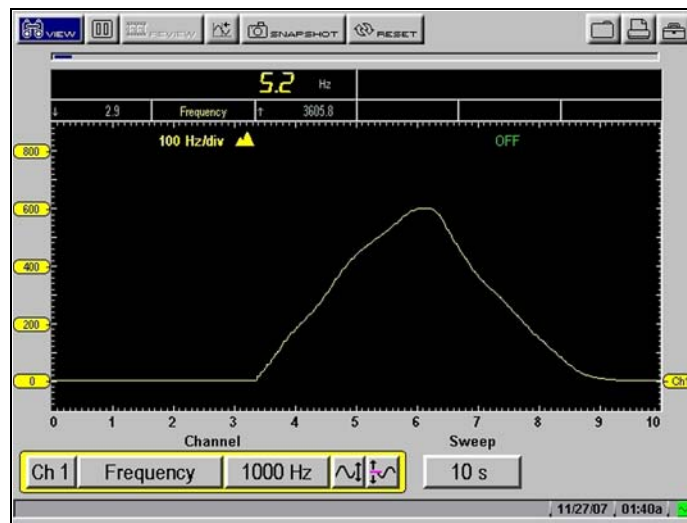 VIEW REVIEW SNAPSHOT RESET
5.2 Hz
↓ 2.9 Frequency ↑ 3605.8
100 Hz/div OFF
800
600
400
200
0 Ch1
0 1 2 3 4 5 6 7 8 9 10
Channel Sweep
Ch 1 Frequency 1000 Hz 10 s
11/27/07 01:40a